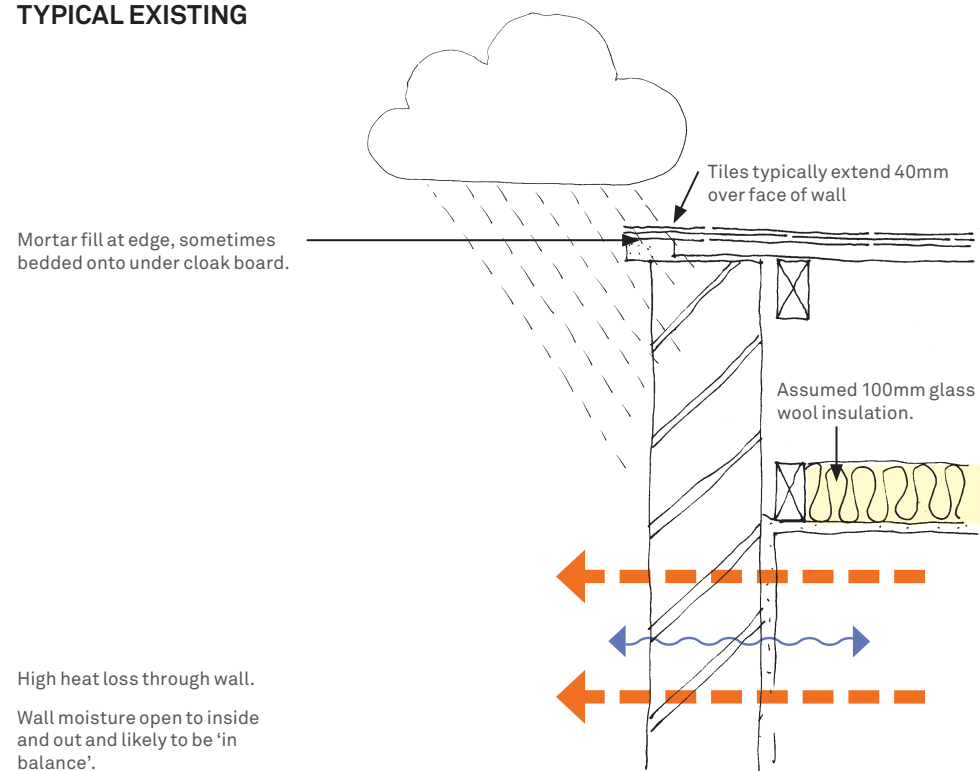 TYPICAL EXISTING
Tiles typically extend 40mm
over face of wall
Mortar fill at edge, sometimes
bedded onto under cloak board.
Assumed 100mm glass
wool insulation.
High heat loss through wall.
Wall moisture open to inside
and out and likely to be ‘in
balance’.